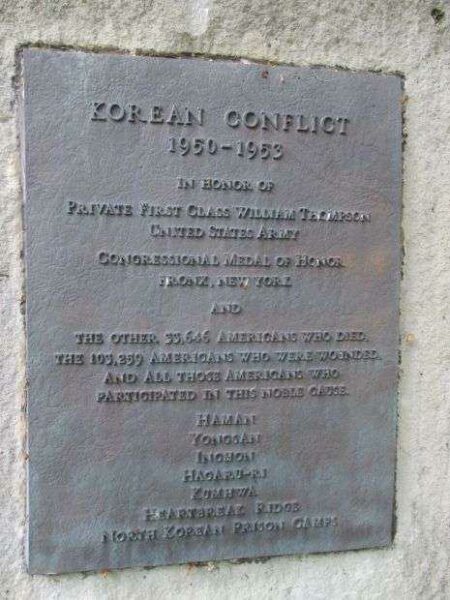 KOREAN CONFLICT
1950-1953
IN HONOR OF
PRIVATE FIRST CLASS WILLIAM THOMPSON
UNITED STATES ARMY
CONGRESSIONAL MEDAL OF HONOR
BRONX, NEW YORK
AND
THE OTHER 33,646 AMERICANS WHO DIED,
THE 103,259 AMERICANS WHO WERE WOUNDED,
AND ALL THOSE AMERICANS WHO
PARTICIPATED IN THIS NOBLE CAUSE.
HAMAN
YONGSAN
INCHON
HAGARU-RI
KUMHWA
HEARTBREAK RIDGE
NORTH KOREAN PRISON CAMPS